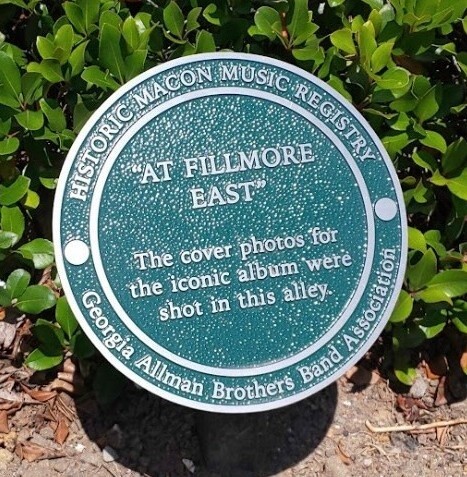 HISTORIC MACON MUSIC REGISTRY
"AT FILLMORE
EAST"
The cover photos for
the iconic album were
shot in this alley.
Georgia Allman Brothers Band Association